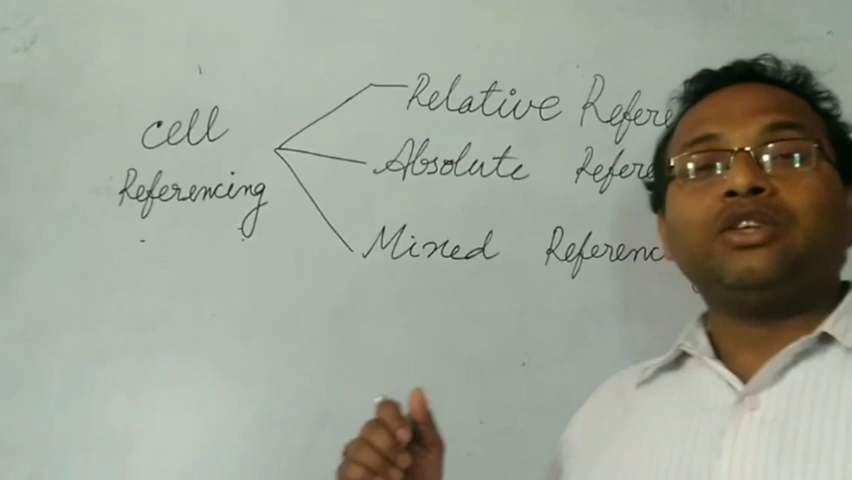 Cell
Referencing
Relative Refere
Absolute Refere
Mixed Referenc